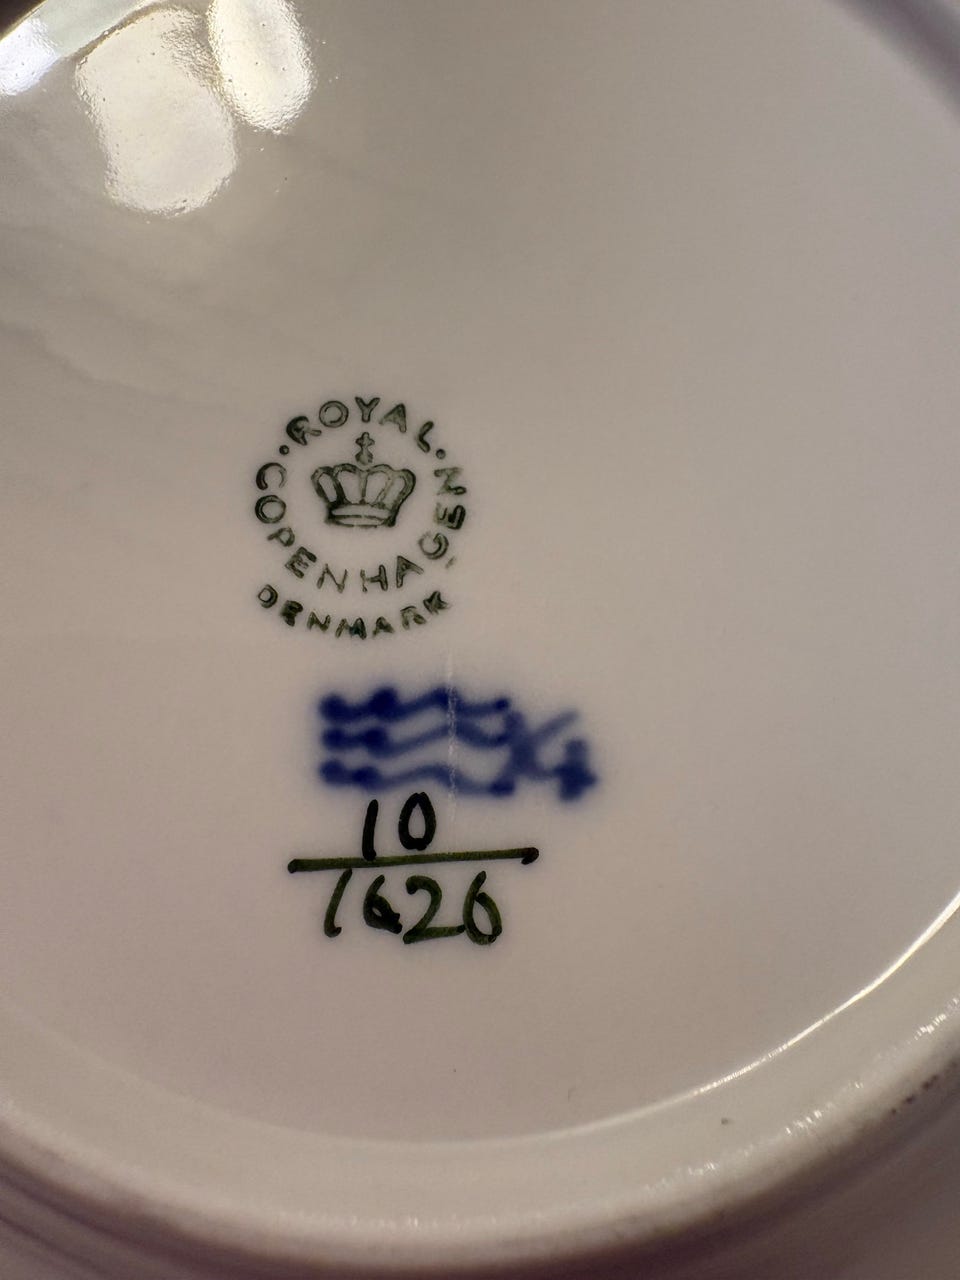 ROYAL
COPENHAGEN
DENMARK
10
1626